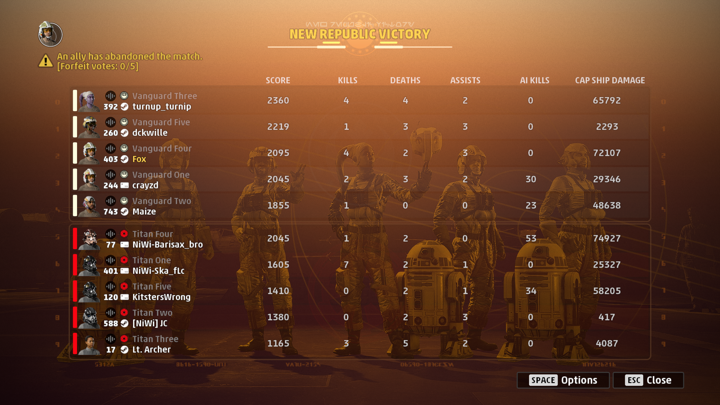 NEW REPUBLIC VICTORY
An ally has abandoned the match.
[Forfeit votes: 0/5]
SCORE KILLS DEATHS ASSISTS AI KILLS CAP SHIP DAMAGE
Vanguard Three
392 turnup_turnip 2360 4 4 2 0 65792
Vanguard Five
260 dckwille 2219 1 3 3 0 2293
Vanguard Four
403 Fox 2095 4 2 3 0 72107
Vanguard One
244 crayzd 2045 2 3 2 30 29346
Vanguard Two
743 Maize 1855 1 0 0 23 48638
Titan Four
77 NiWi-Barisax_bro 2045 1 2 0 53 74927
Titan One
401 NiWi-Ska_flc 1605 7 2 1 0 25327
Titan Five
120 KitstersWrong 1410 0 2 1 34 58205
Titan Two
588 [NiWi] JC 1380 0 2 3 0 417
Titan Three
17 Lt. Archer 1165 3 5 2 0 4087
SPACE Options ESC Close